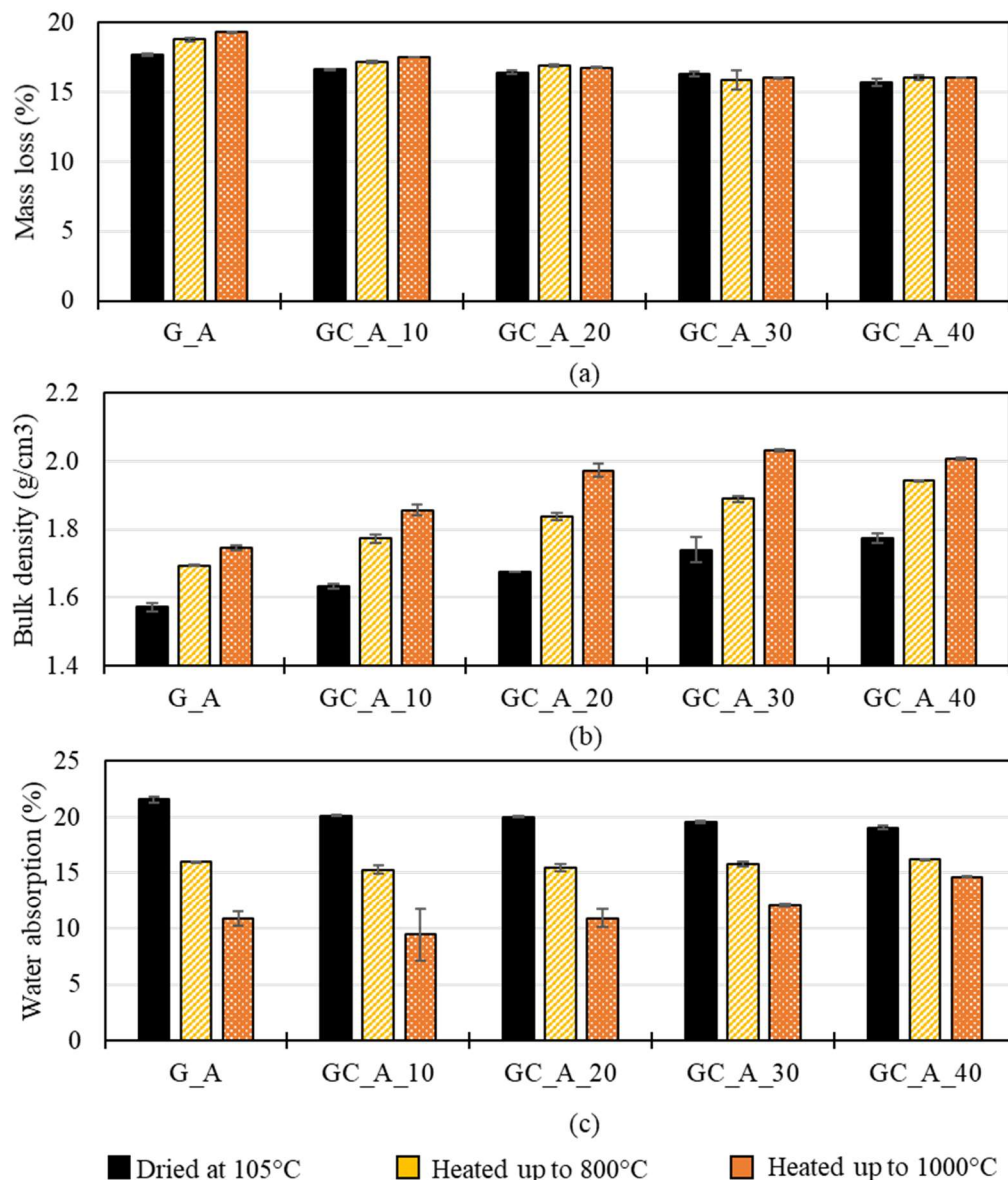 20
15
10
5
0
Mass loss (%)
G_A GC_A_10 GC_A_20 GC_A_30 GC_A_40
(a)
2.2
2.0
1.8
1.6
1.4
Bulk density (g/cm3)
G_A GC_A_10 GC_A_20 GC_A_30 GC_A_40
(b)
25
20
15
10
5
0
Water absorption (%)
G_A GC_A_10 GC_A_20 GC_A_30 GC_A_40
(c)
Dried at 105°C Heated up to 800°C Heated up to 1000°C